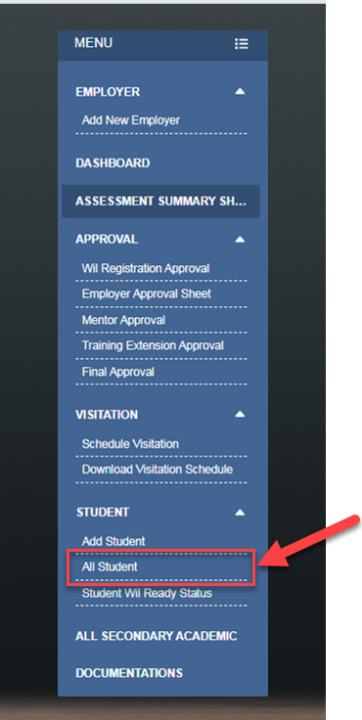 MENU
EMPLOYER
Add New Employer
DASHBOARD
ASSESSMENT SUMMARY SH...
APPROVAL
Wil Registration Approval
Employer Approval Sheet
Mentor Approval
Training Extension Approval
Final Approval
VISITATION
Schedule Visitation
Download Visitation Schedule
STUDENT
Add Student
All Student
Student Wil Ready Status
ALL SECONDARY ACADEMIC
DOCUMENTATIONS